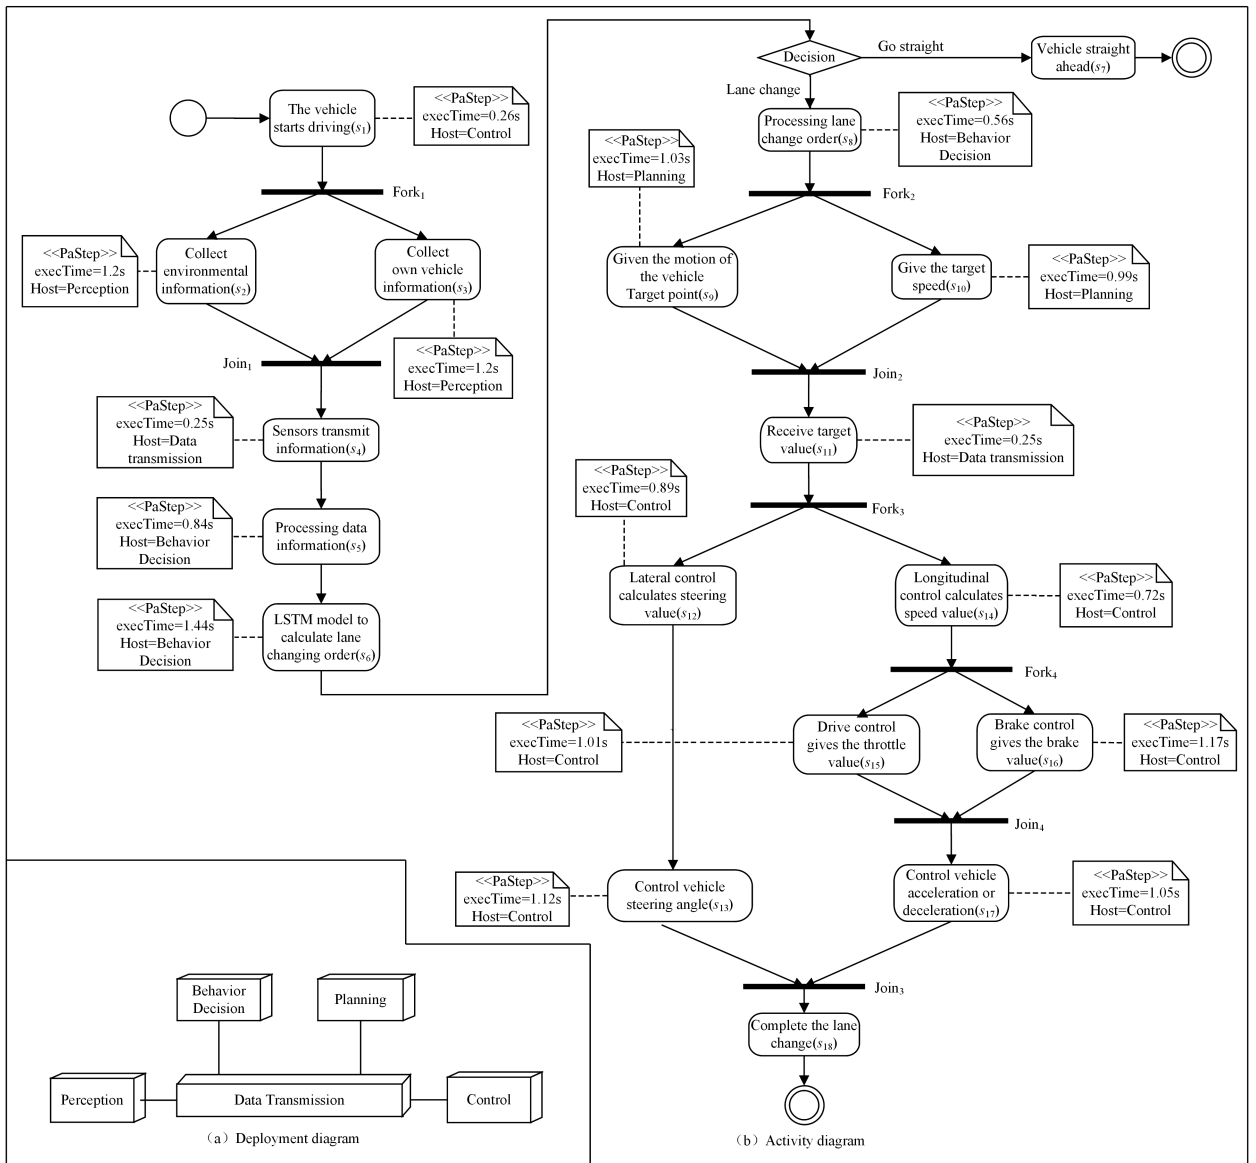 The vehicle
starts driving(s1)
<<PaStep>>
execTime=0.26s
Host=Control
Fork1
<<PaStep>>
execTime=1.2s
Host=Perception
Collect
environmental
information(s2)
Collect
own vehicle
information(s3)
Join1
<<PaStep>>
execTime=1.2s
Host=Perception
<<PaStep>>
execTime=0.25s
Host=Data
transmission
Sensors transmit
information(s4)
<<PaStep>>
execTime=0.84s
Host=Behavior
Decision
Processing data
information(s5)
<<PaStep>>
execTime=1.44s
Host=Behavior
Decision
LSTM model to
calculate lane
changing order(s6)
Decision
Go straight
Vehicle straight
ahead(s7)
Lane change
Processing lane
change order(s8)
<<PaStep>>
execTime=0.56s
Host=Behavior
Decision
<<PaStep>>
execTime=1.03s
Host=Planning
Fork2
Given the motion of
the vehicle
Target point(s9)
Give the target
speed(s10)
<<PaStep>>
execTime=0.99s
Host=Planning
Join2
Receive target
value(s11)
<<PaStep>>
execTime=0.25s
Host=Data transmission
<<PaStep>>
execTime=0.89s
Host=Control
Fork3
Lateral control
calculates steering
value(s12)
Longitudinal
control calculates
speed value(s14)
<<PaStep>>
execTime=0.72s
Host=Control
Fork4
<<PaStep>>
execTime=1.01s
Host=Control
Drive control
gives the throttle
value(s15)
Brake control
gives the brake
value(s16)
<<PaStep>>
execTime=1.17s
Host=Control
Join4
<<PaStep>>
execTime=1.12s
Host=Control
Control vehicle
steering angle(s13)
Control vehicle
acceleration or
deceleration(s17)
<<PaStep>>
execTime=1.05s
Host=Control
Join3
Complete the lane
change(s18)
(b) Activity diagram
Behavior
Decision
Planning
Perception
Data Transmission
Control
(a) Deployment diagram